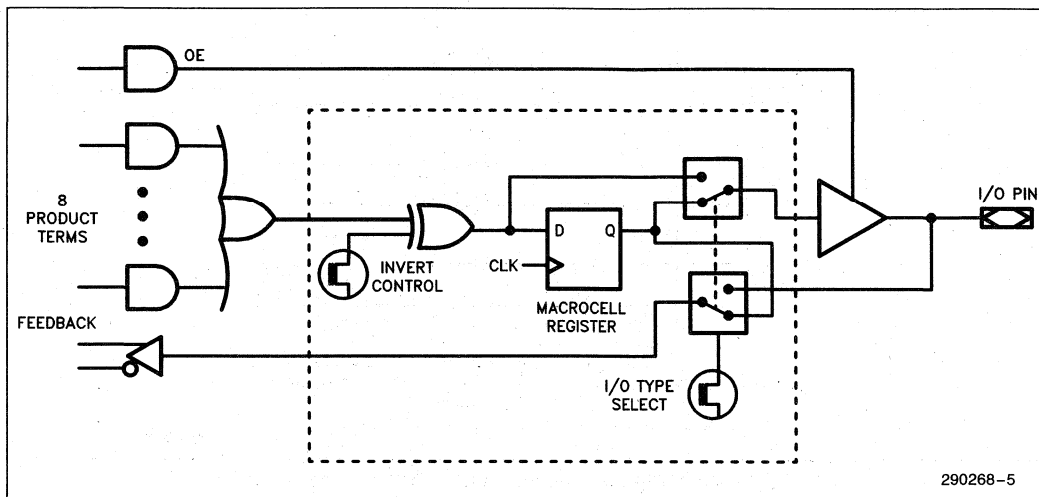 OE
8
PRODUCT
TERMS
FEEDBACK
INVERT
CONTROL
CLK
D
Q
MACROCELL
REGISTER
I/O TYPE
SELECT
I/O PIN
290268-5